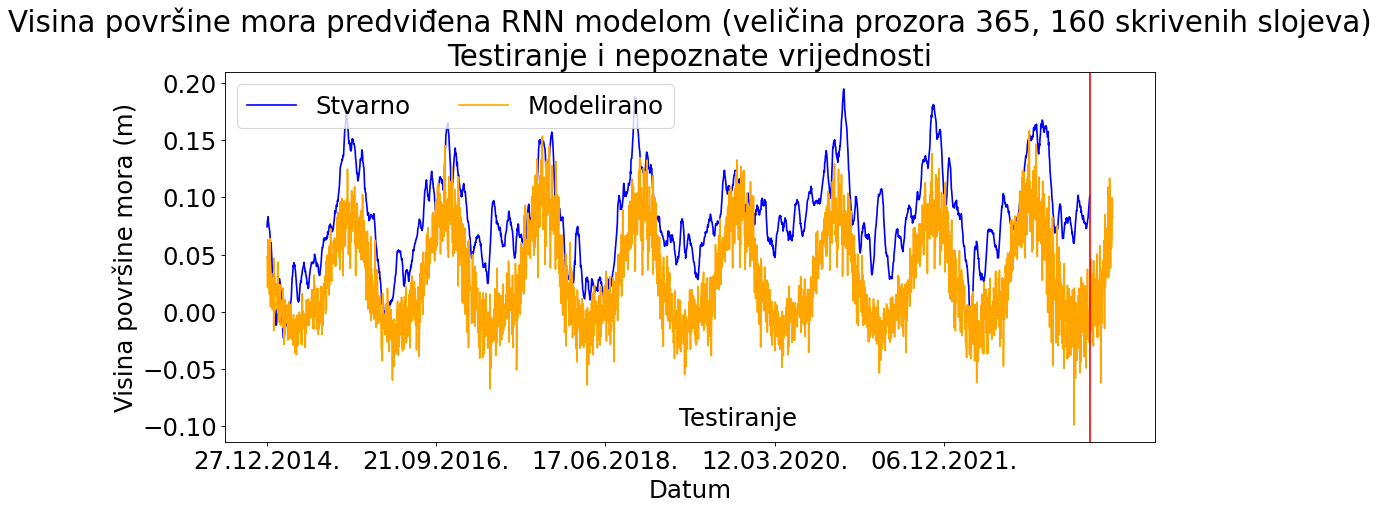 Visina površine mora predviđena RNN modelom (veličina prozora 365, 160 skrivenih slojeva)
Testiranje i nepoznate vrijednosti
Stvarno Modelirano
Visina površine mora (m)
0.20
0.15
0.10
0.05
0.00
−0.05
−0.10
Testiranje
27.12.2014. 21.09.2016. 17.06.2018. 12.03.2020. 06.12.2021.
Datum